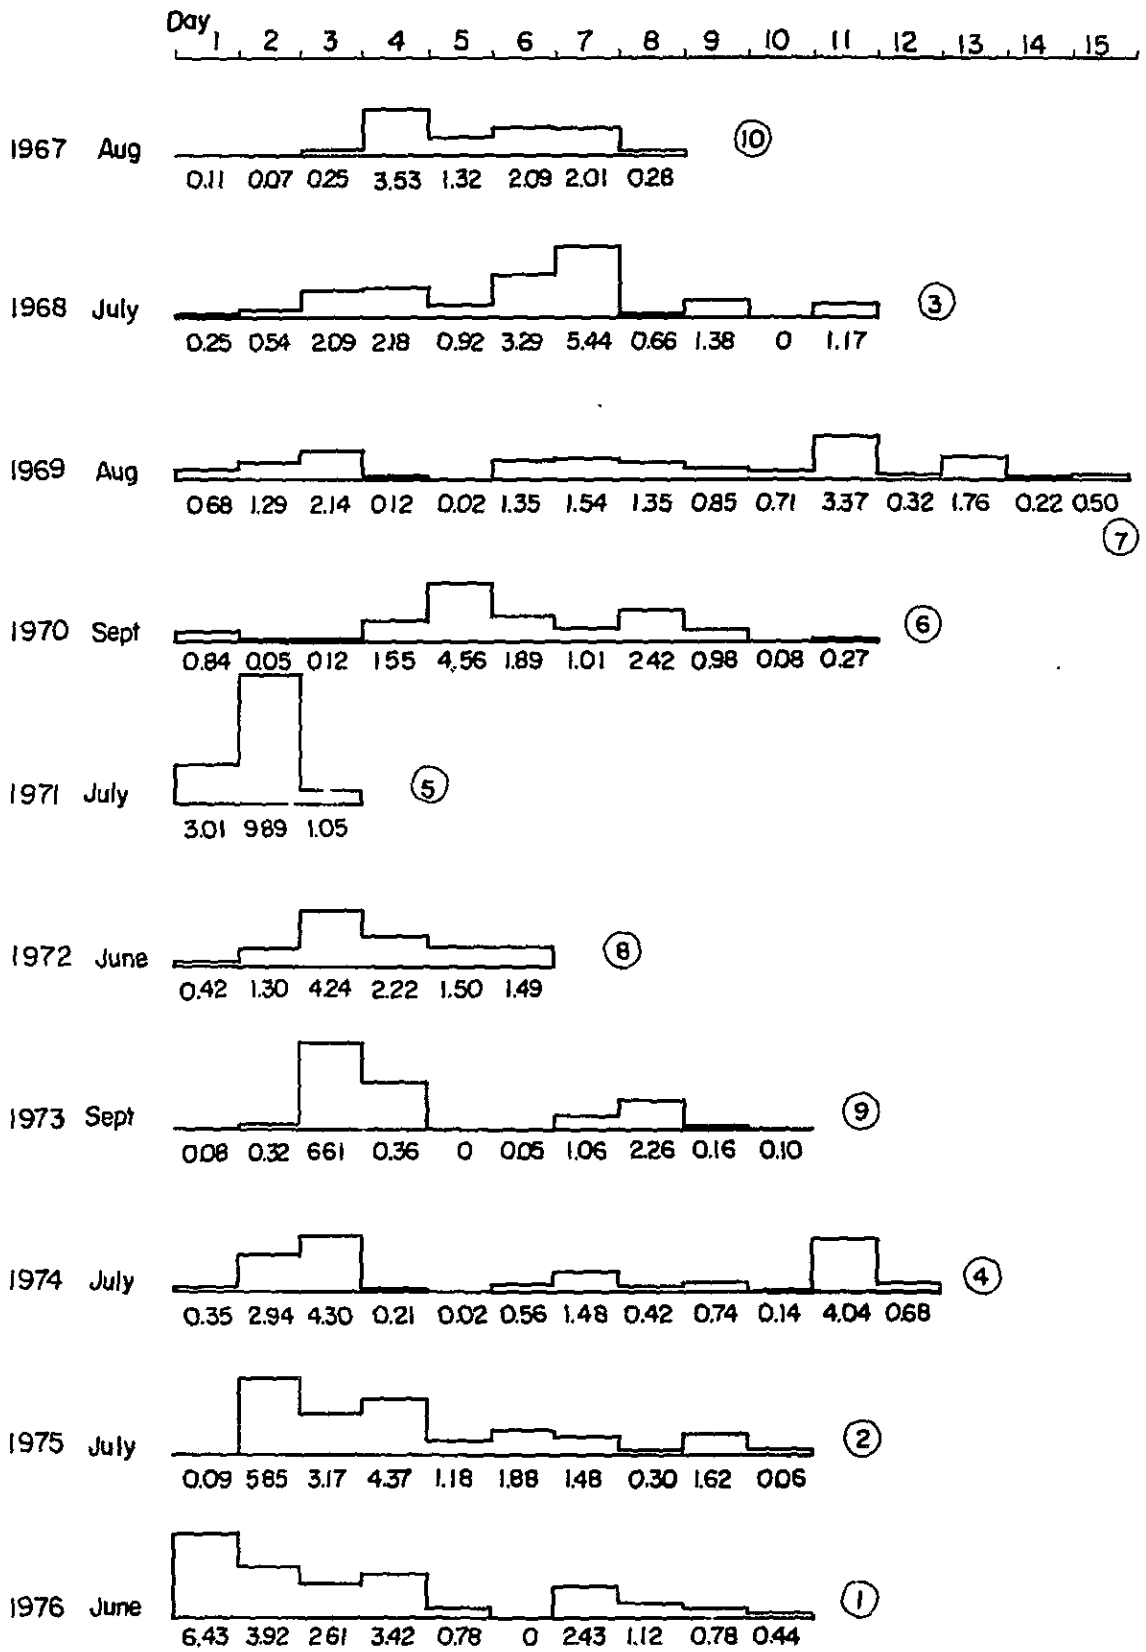 Day
1 2 3 4 5 6 7 8 9 10 11 12 13 14 15
1967 Aug ⑩
0.11 0.07 0.25 3.53 1.32 2.09 2.01 0.28
1968 July ③
0.25 0.54 2.09 2.18 0.92 3.29 5.44 0.66 1.38 0 1.17
1969 Aug
0.68 1.29 2.14 0.12 0.02 1.35 1.54 1.35 0.85 0.71 3.37 0.32 1.76 0.22 0.50
⑦
1970 Sept ⑥
0.84 0.05 0.12 1.55 4.56 1.89 1.01 2.42 0.98 0.08 0.27
1971 July ⑤
3.01 9.89 1.05
1972 June ⑧
0.42 1.30 4.24 2.22 1.50 1.49
1973 Sept ⑨
0.08 0.32 6.61 0.36 0 0.05 1.06 2.26 0.16 0.10
1974 July ④
0.35 2.94 4.30 0.21 0.02 0.56 1.48 0.42 0.74 0.14 4.04 0.68
1975 July ②
0.09 5.85 3.17 4.37 1.18 1.88 1.48 0.30 1.62 0.06
1976 June ①
6.43 3.92 2.61 3.42 0.78 0 2.43 1.12 0.78 0.44